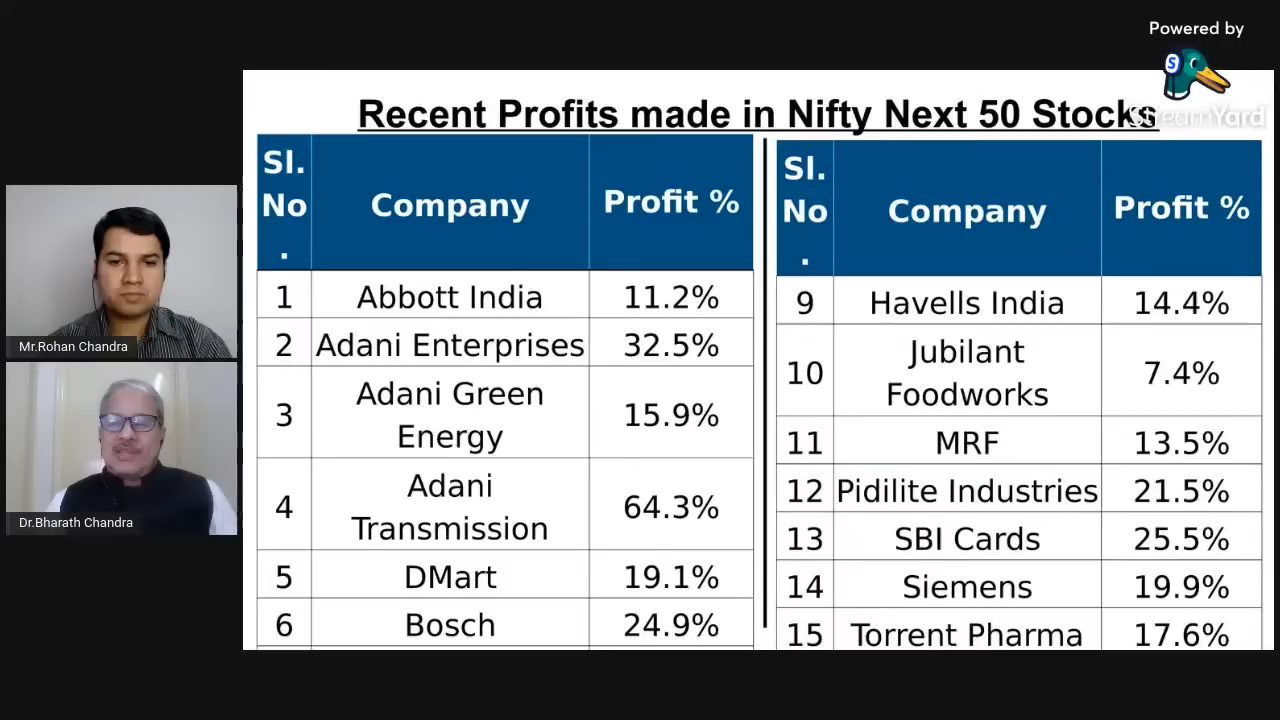 Powered by
StreamYard
Recent Profits made in Nifty Next 50 Stocks
Sl.
No
.
Company
Profit %
1 Abbott India 11.2%
2 Adani Enterprises 32.5%
3 Adani Green
Energy 15.9%
4 Adani
Transmission 64.3%
5 DMart 19.1%
6 Bosch 24.9%
Sl.
No
.
Company
Profit %
9 Havells India 14.4%
10 Jubilant
Foodworks 7.4%
11 MRF 13.5%
12 Pidilite Industries 21.5%
13 SBI Cards 25.5%
14 Siemens 19.9%
15 Torrent Pharma 17.6%
Mr.Rohan Chandra
Dr.Bharath Chandra